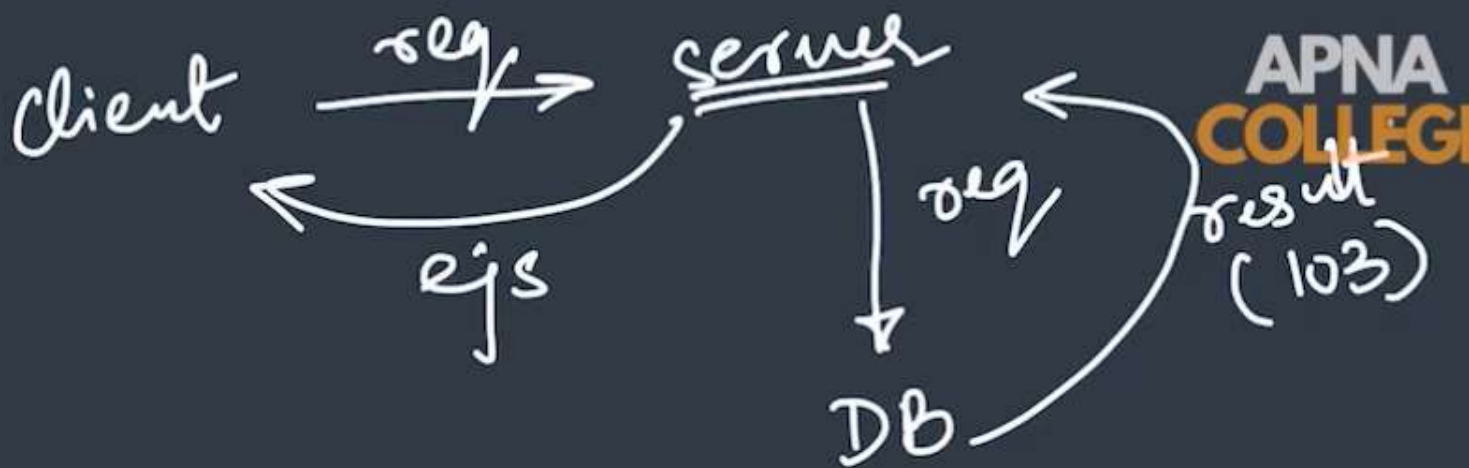 Client
req
server
APNA
COLLEGE
ejs
req
result
(103)
DB